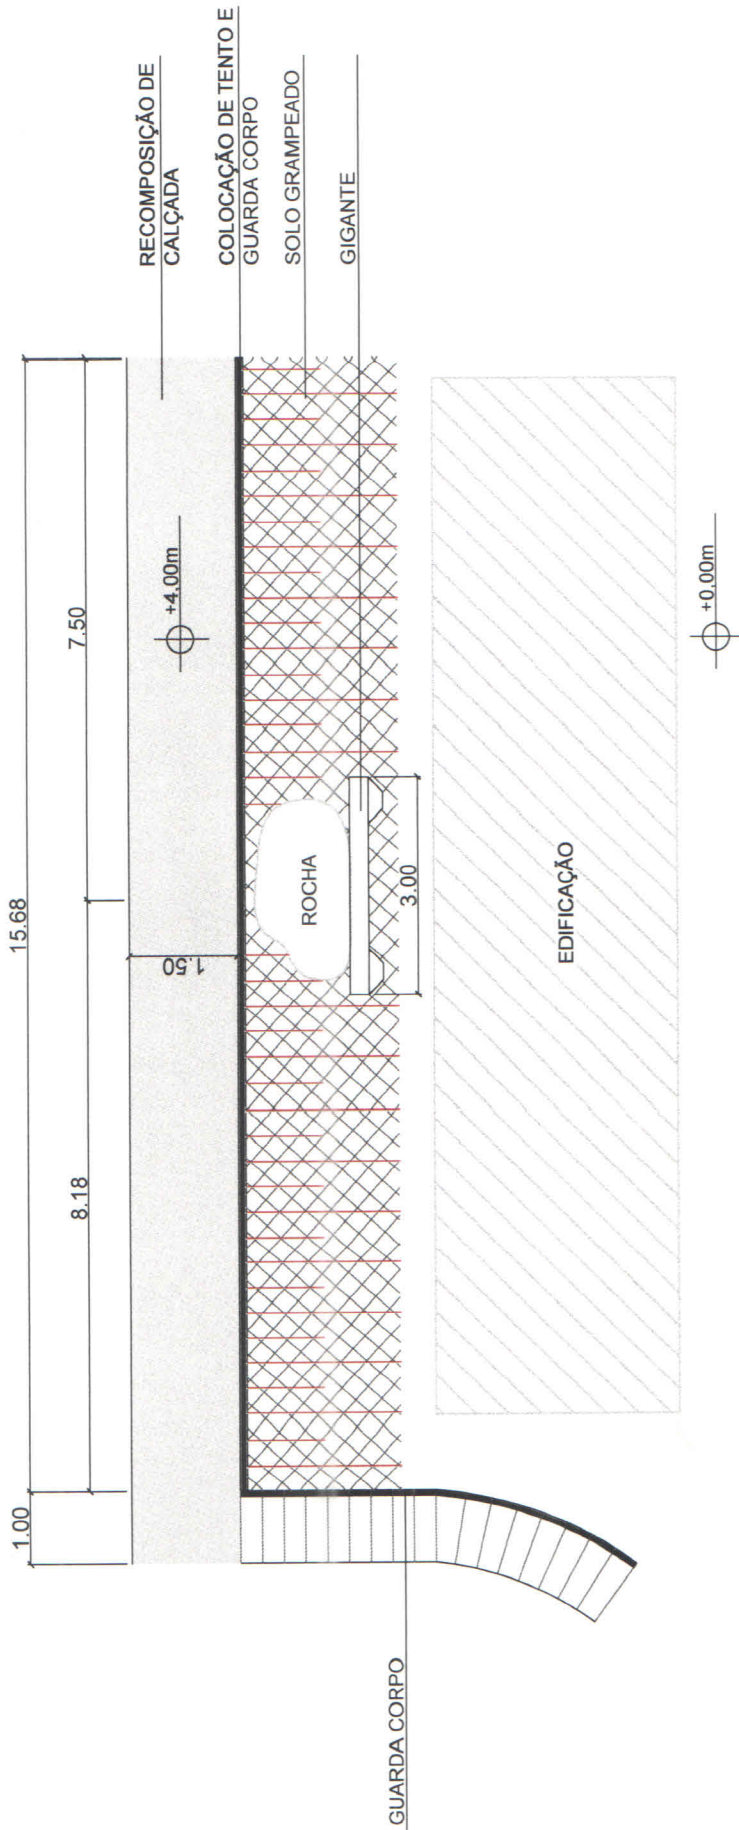 RECOMPOSIÇÃO DE
CALÇADA
COLOCAÇÃO DE TENTO E
GUARDA CORPO
SOLO GRAMPEADO
GIGANTE
15.68
7.50
8.18
1.00
+4,00m
1.50
ROCHA
3.00
EDIFICAÇÃO
+0,00m
GUARDA CORPO